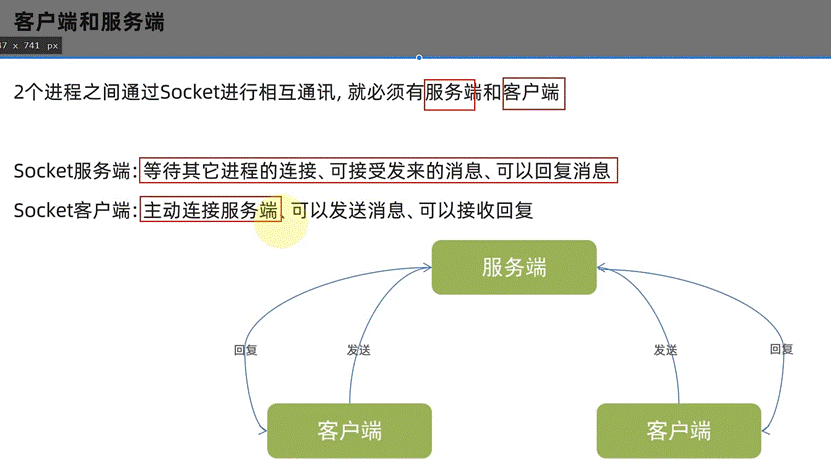 客户端和服务端
47 x 741 px
2个进程之间通过Socket进行相互通讯, 就必须有服务端和客户端
Socket服务端：等待其它进程的连接、可接受发来的消息、可以回复消息
Socket客户端：主动连接服务端、可以发送消息、可以接收回复
服务端
回复
发送
发送
回复
客户端
客户端